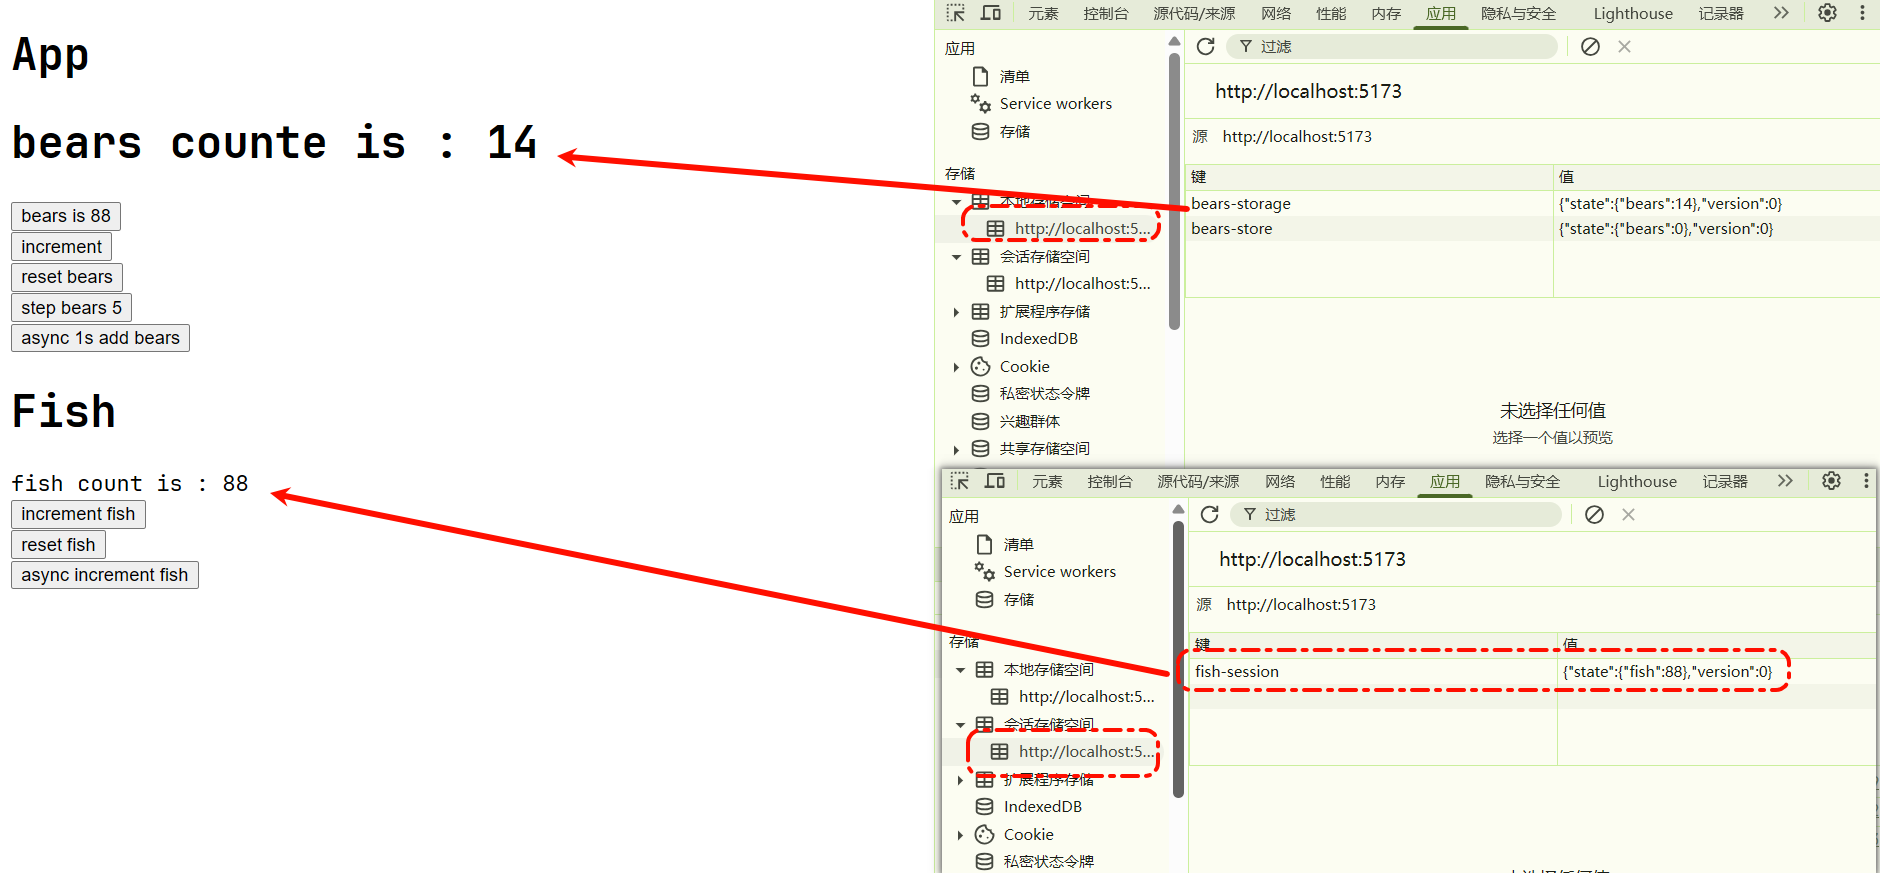 App
bears counte is : 14
bears is 88
increment
reset bears
step bears 5
async 1s add bears
Fish
fish count is : 88
increment fish
reset fish
async increment fish
元素 控制台 源代码/来源 网络 性能 内存 应用 隐私与安全 Lighthouse 记录器
应用
清单
Service workers
存储
存储
本地存储空间
http://localhost:5...
会话存储空间
http://localhost:5...
扩展程序存储
IndexedDB
Cookie
私密状态令牌
兴趣群体
共享存储空间
过滤
http://localhost:5173
源 http://localhost:5173
键 值
bears-storage {"state":{"bears":14},"version":0}
bears-store {"state":{"bears":0},"version":0}
未选择任何值
选择一个值以预览
元素 控制台 源代码/来源 网络 性能 内存 应用 隐私与安全 Lighthouse 记录器
应用
清单
Service workers
存储
存储
本地存储空间
http://localhost:5...
会话存储空间
http://localhost:5...
扩展程序存储
IndexedDB
Cookie
私密状态令牌
过滤
http://localhost:5173
源 http://localhost:5173
键 值
fish-session {"state":{"fish":88},"version":0}